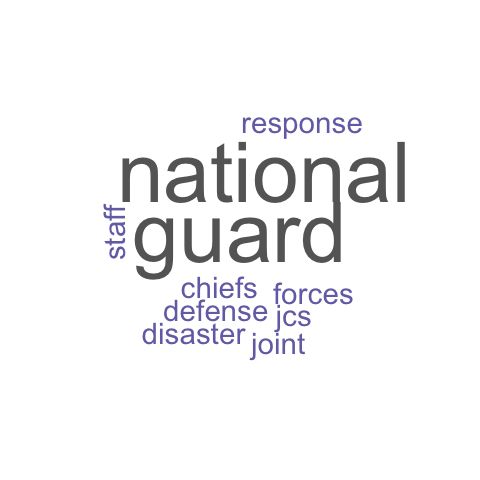 response
national
staff
guard
chiefs
forces
defense
jcs
disaster
joint